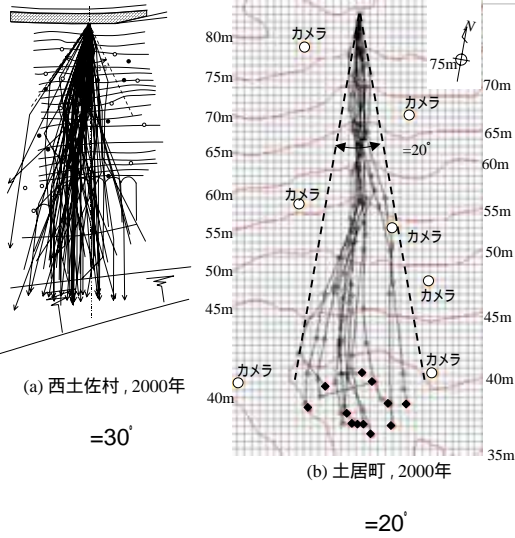 80m
75m
70m
65m
60m
55m
50m
45m
40m
カメラ
カメラ
カメラ
カメラ
カメラ
カメラ
カメラ
N
75m
=20°
70m
65m
60m
55m
50m
45m
40m
35m
(a) 西土佐村 , 2000年
=30°
(b) 土居町 , 2000年
=20°